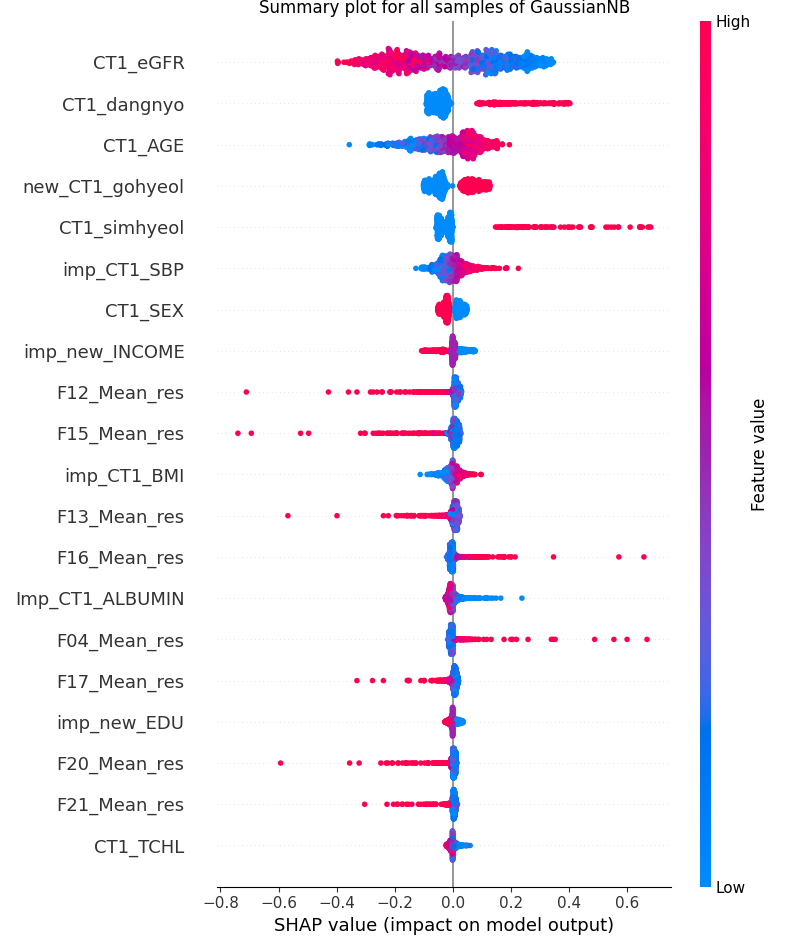 Summary plot for all samples of GaussianNB
High
CT1_eGFR
CT1_dangnyo
CT1_AGE
new_CT1_gohyeol
CT1_simhyeol
imp_CT1_SBP
CT1_SEX
imp_new_INCOME
F12_Mean_res
F15_Mean_res
imp_CT1_BMI
F13_Mean_res
F16_Mean_res
Imp_CT1_ALBUMIN
F04_Mean_res
F17_Mean_res
imp_new_EDU
F20_Mean_res
F21_Mean_res
CT1_TCHL
Feature value
Low
−0.8 −0.6 −0.4 −0.2 0.0 0.2 0.4 0.6
SHAP value (impact on model output)